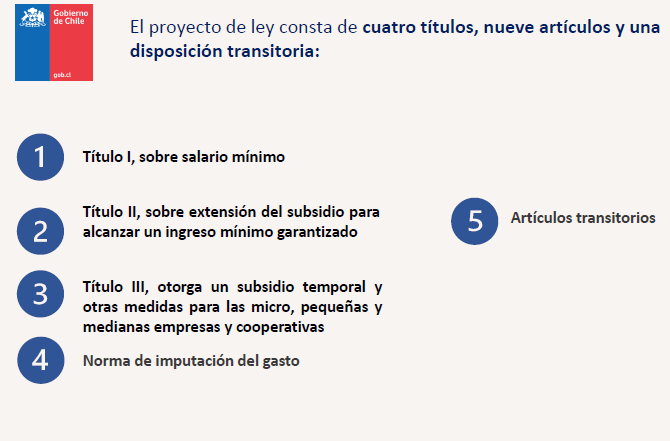 Gobierno
de Chile
gob.cl
El proyecto de ley consta de cuatro títulos, nueve artículos y una
disposición transitoria:
1
Título I, sobre salario mínimo
2
Título II, sobre extensión del subsidio para
alcanzar un ingreso mínimo garantizado
3
Título III, otorga un subsidio temporal y
otras medidas para las micro, pequeñas y
medianas empresas y cooperativas
4
Norma de imputación del gasto
5
Artículos transitorios